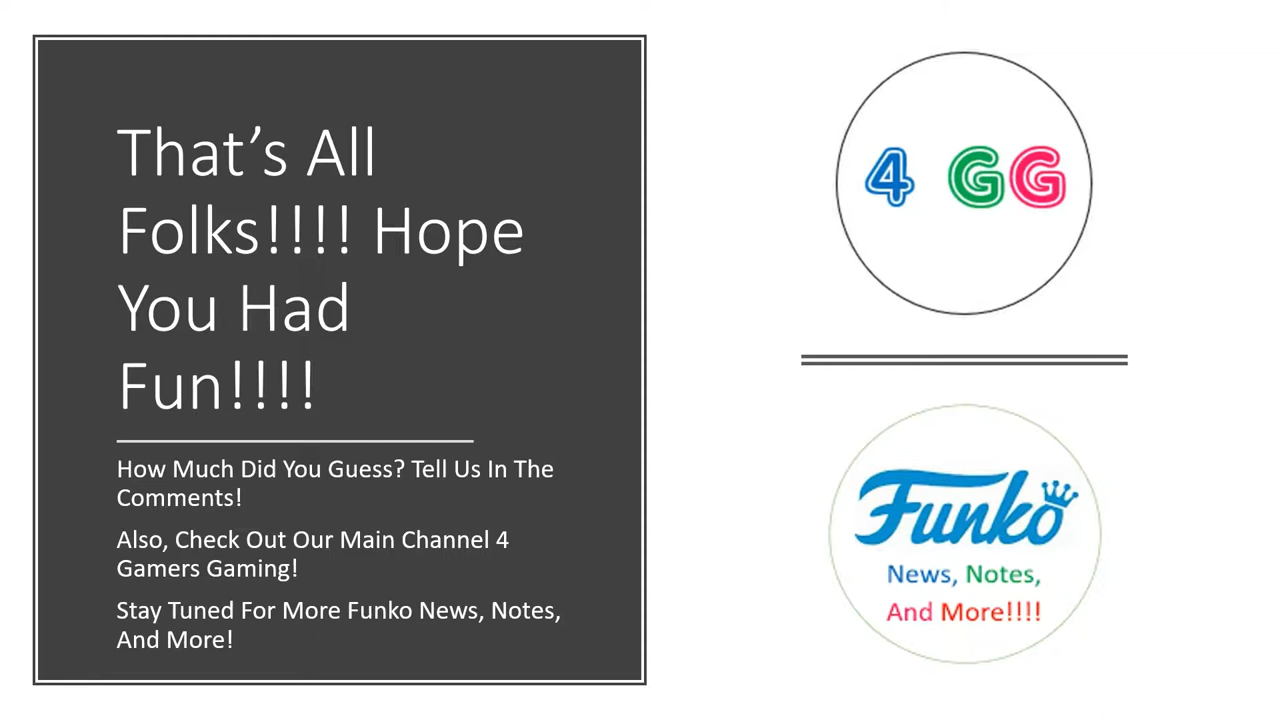 That’s All
Folks!!!! Hope
You Had
Fun!!!!
How Much Did You Guess? Tell Us In The
Comments!
Also, Check Out Our Main Channel 4
Gamers Gaming!
Stay Tuned For More Funko News, Notes,
And More!
4 GG
Funko
News, Notes,
And More!!!!